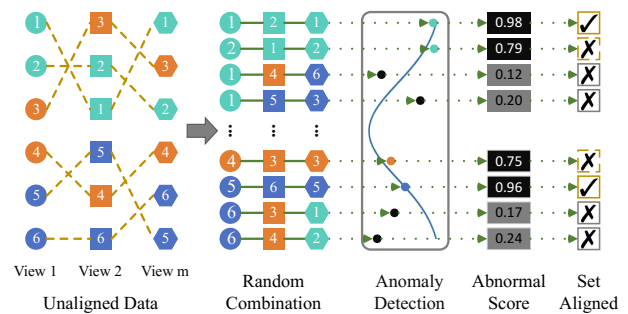 1 3 1
2 2 3
3 1 2
4 5 4
5 4 6
6 6 5
View 1 View 2 View m
Unaligned Data
1 2 1 0.98 ✓
2 1 2 0.79 ✗
1 4 6 0.12 ✗
1 5 3 0.20 ✗
4 3 3 0.75 ✗
5 6 5 0.96 ✓
6 3 1 0.17 ✗
6 4 2 0.24 ✗
Random
Combination
Anomaly
Detection
Abnormal
Score
Set
Aligned